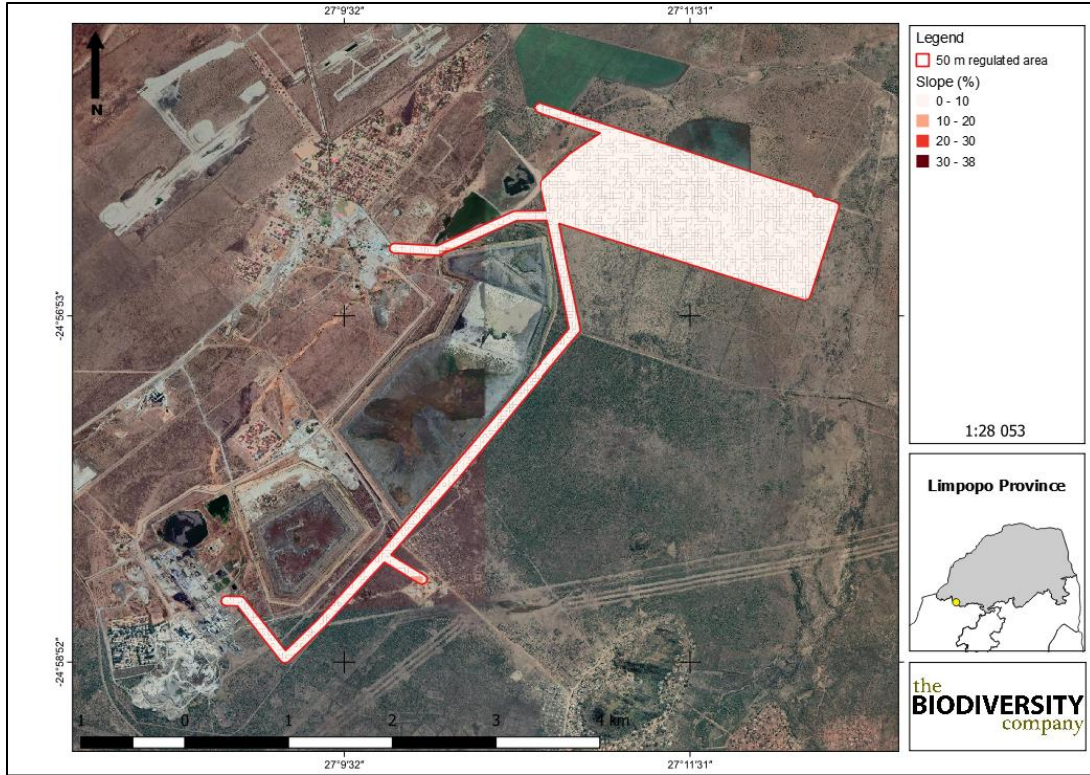 27°9'32"
27°11'31"
N
-24°56'53"
-24°58'52"
1 0 1 2 3 4 km
27°9'32"
27°11'31"
Legend
50 m regulated area
Slope (%)
0 - 10
10 - 20
20 - 30
30 - 38
1:28 053
Limpopo Province
the
BIODIVERSITY
company